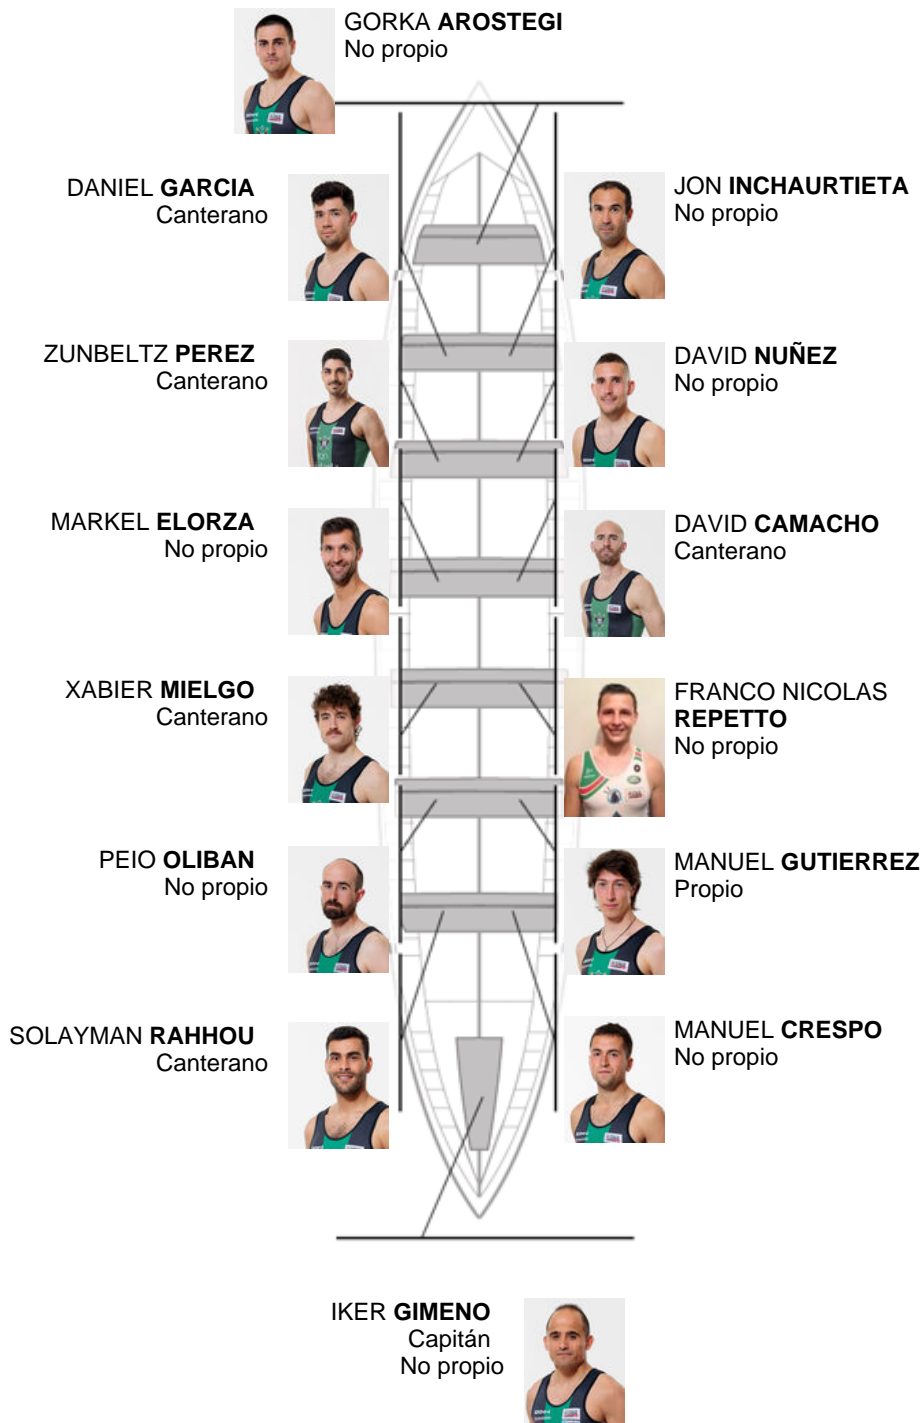 GORKA AROSTEGI
No propio
DANIEL GARCIA
Canterano
JON INCHAURTIETA
No propio
ZUNBELTZ PEREZ
Canterano
DAVID NUÑEZ
No propio
MARKEL ELORZA
No propio
DAVID CAMACHO
Canterano
XABIER MIELGO
Canterano
FRANCO NICOLAS
REPETTO
No propio
PEIO OLIBAN
No propio
MANUEL GUTIERREZ
Propio
SOLAYMAN RAHHOU
Canterano
MANUEL CRESPO
No propio
IKER GIMENO
Capitán
No propio